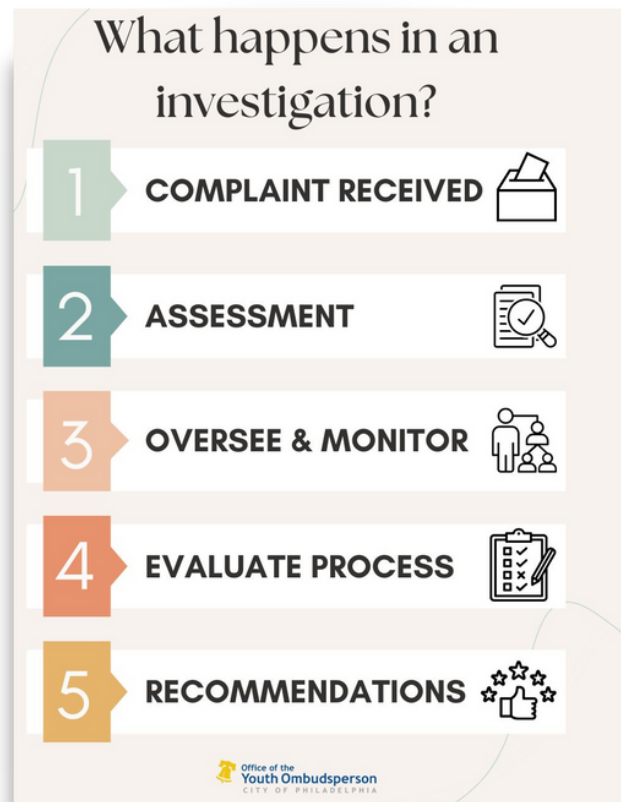 What happens in an
investigation?
1 COMPLAINT RECEIVED
2 ASSESSMENT
3 OVERSEE & MONITOR
4 EVALUATE PROCESS
5 RECOMMENDATIONS
Office of the
Youth Ombudsperson
CITY OF PHILADELPHIA